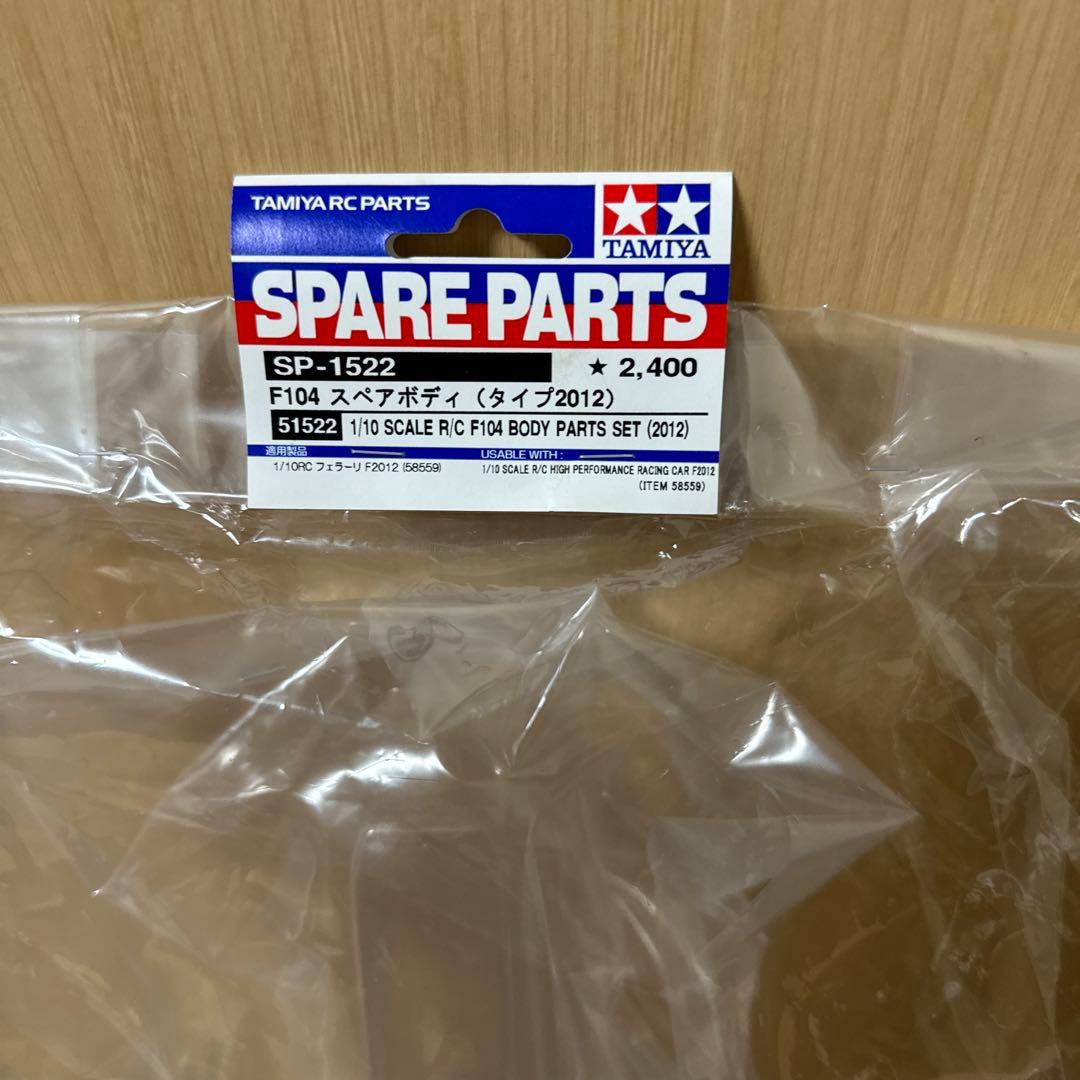 TAMIYA RC PARTS
TAMIYA
SPARE PARTS
SP-1522 ★ 2,400
F104 スペアボディ（タイプ2012）
51522 1/10 SCALE R/C F104 BODY PARTS SET (2012)
適用製品 USABLE WITH :
1/10RC フェラーリ F2012 (58559) 1/10 SCALE R/C HIGH PERFORMANCE RACING CAR F2012
(ITEM 58559)